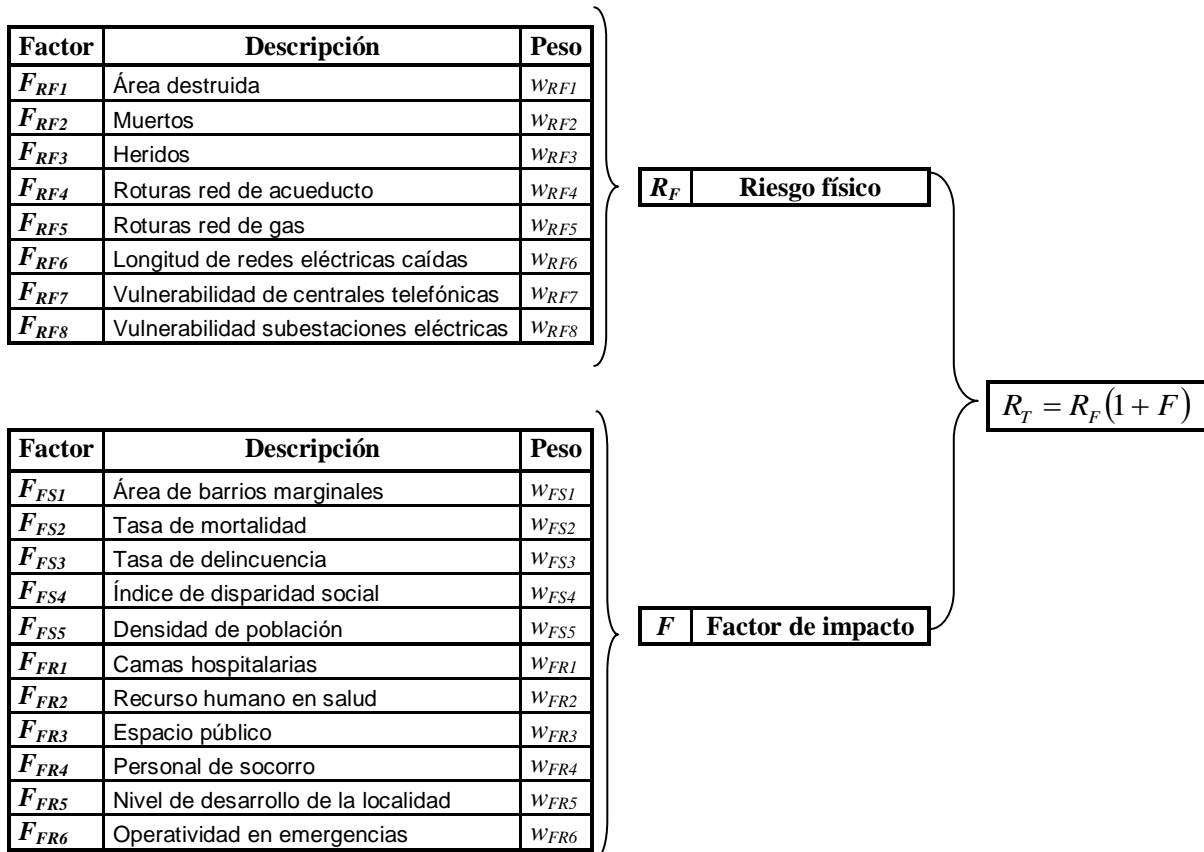 Factor Descripción Peso
F_RF1 Área destruida w_RF1
F_RF2 Muertos w_RF2
F_RF3 Heridos w_RF3
F_RF4 Roturas red de acueducto w_RF4
F_RF5 Roturas red de gas w_RF5
F_RF6 Longitud de redes eléctricas caídas w_RF6
F_RF7 Vulnerabilidad de centrales telefónicas w_RF7
F_RF8 Vulnerabilidad subestaciones eléctricas w_RF8
R_F Riesgo físico
Factor Descripción Peso
F_FS1 Área de barrios marginales w_FS1
F_FS2 Tasa de mortalidad w_FS2
F_FS3 Tasa de delincuencia w_FS3
F_FS4 Índice de disparidad social w_FS4
F_FS5 Densidad de población w_FS5
F_FR1 Camas hospitalarias w_FR1
F_FR2 Recurso humano en salud w_FR2
F_FR3 Espacio público w_FR3
F_FR4 Personal de socorro w_FR4
F_FR5 Nivel de desarrollo de la localidad w_FR5
F_FR6 Operatividad en emergencias w_FR6
F Factor de impacto
R_T = R_F(1 + F)